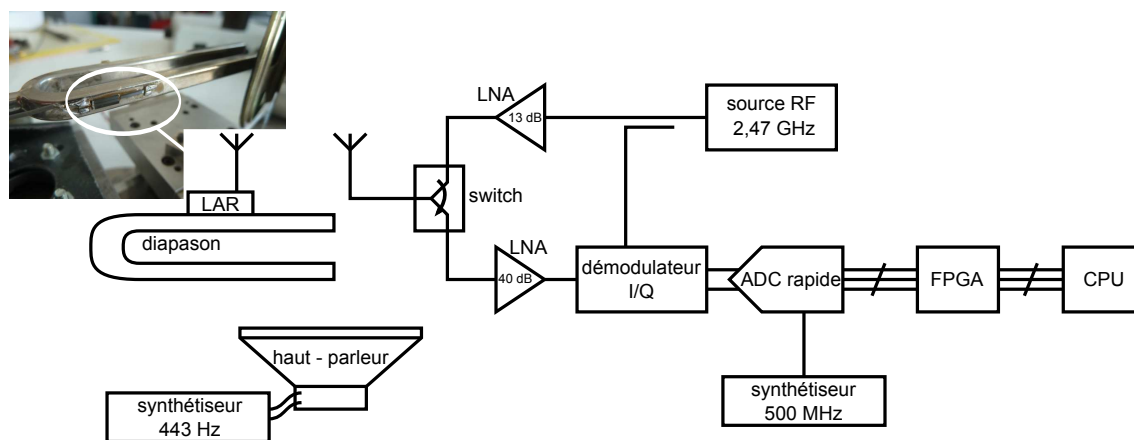 LNA
13 dB
source RF
2,47 GHz
switch
LAR
diapason
LNA
40 dB
démodulateur
I/Q
ADC rapide
FPGA
CPU
haut - parleur
synthétiseur
443 Hz
synthétiseur
500 MHz